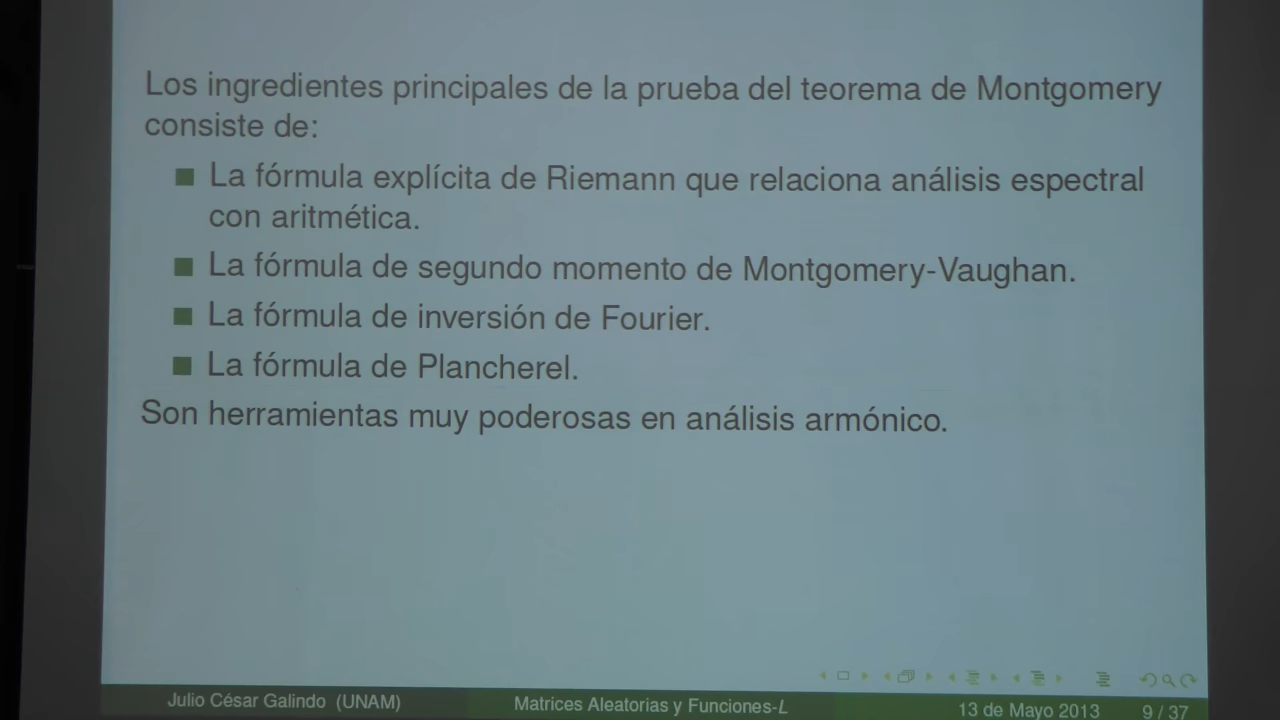 Los ingredientes principales de la prueba del teorema de Montgomery
consiste de:
La fórmula explícita de Riemann que relaciona análisis espectral
con aritmética.
La fórmula de segundo momento de Montgomery-Vaughan.
La fórmula de inversión de Fourier.
La fórmula de Plancherel.
Son herramientas muy poderosas en análisis armónico.
Julio César Galindo (UNAM) Matrices Aleatorias y Funciones-L 13 de Mayo 2013 9 / 37